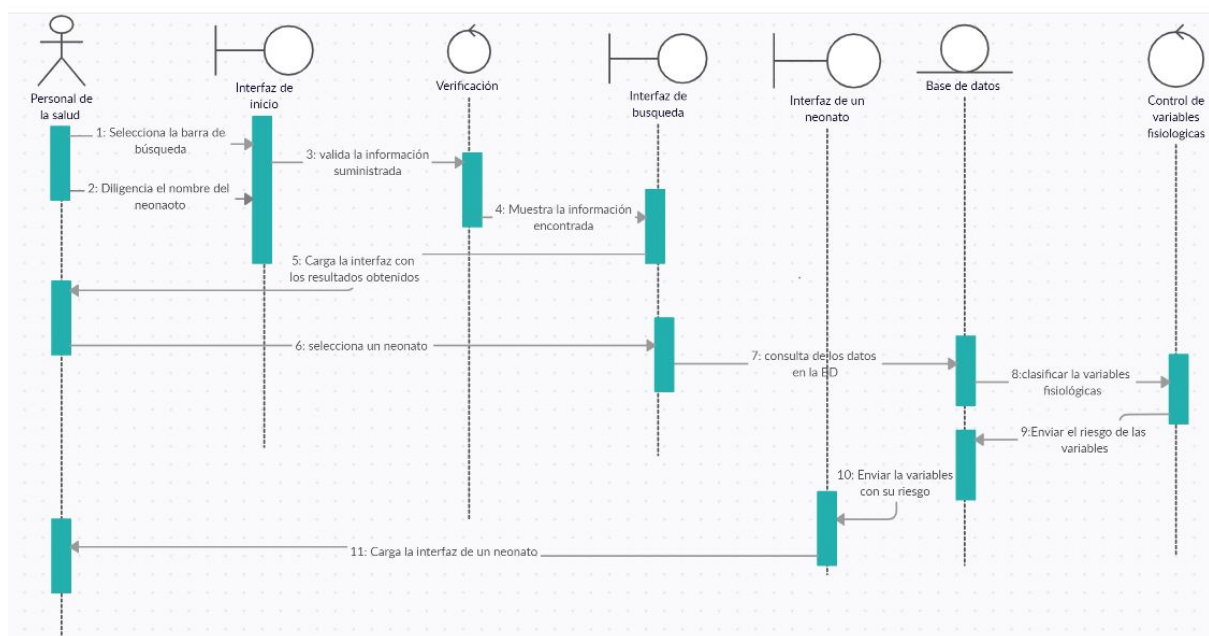 Personal de
la salud
Interfaz de
inicio
Verificación
Interfaz de
busqueda
Interfaz de un
neonato
Base de datos
Control de
variables
fisiologicas
1: Selecciona la barra de
búsqueda
2: Diligencia el nombre del
neonaoto
3: valida la información
suministrada
4: Muestra la información
encontrada
5: Carga la interfaz con
los resultados obtenidos
6: selecciona un neonato
7: consulta de los datos
en la BD
8:clasificar la variables
fisiológicas
9:Enviar el riesgo de las
variables
10: Enviar la variables
con su riesgo
11: Carga la interfaz de un neonato